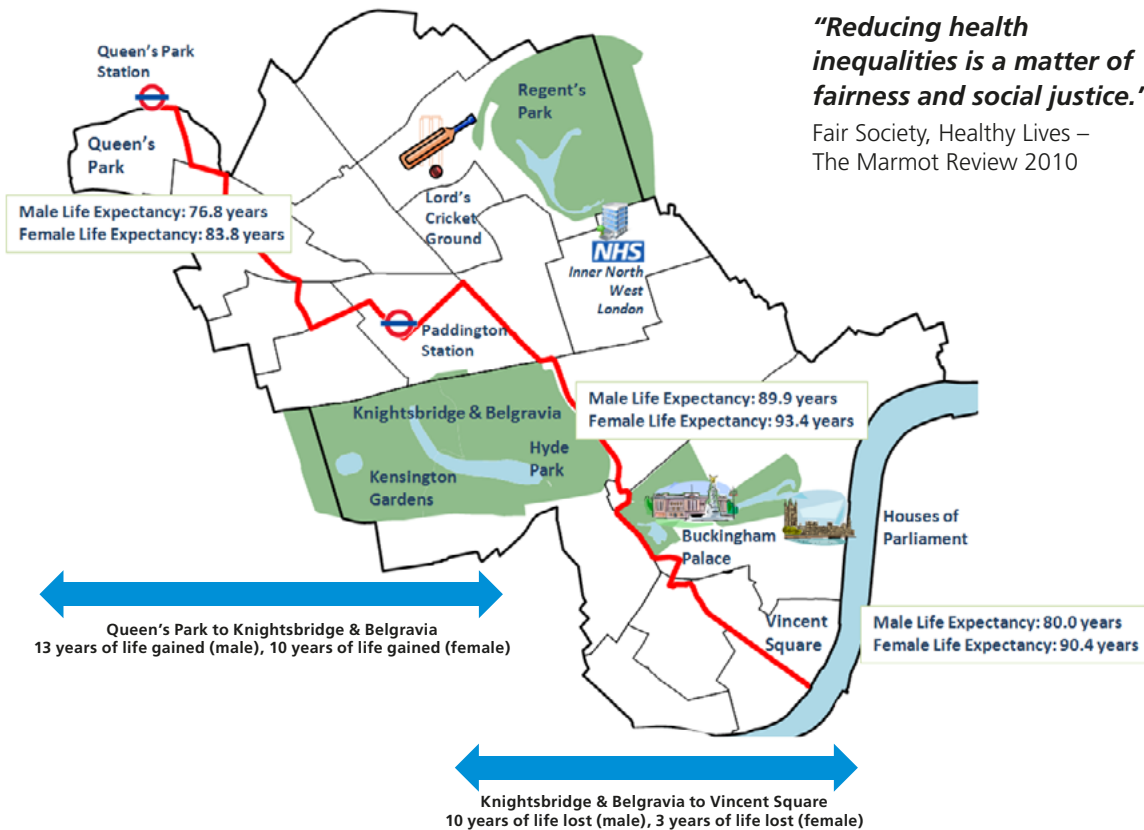 “Reducing health
inequalities is a matter of
fairness and social justice.’
Fair Society, Healthy Lives –
The Marmot Review 2010
Queen's Park
Station
Regent's
Park
Queen's
Park
Lord's
Cricket
Ground
Male Life Expectancy: 76.8 years
Female Life Expectancy: 83.8 years
NHS
Inner North
West
London
Paddington
Station
Male Life Expectancy: 89.9 years
Female Life Expectancy: 93.4 years
Knightsbridge & Belgravia
Hyde
Park
Kensington
Gardens
Buckingham
Palace
Houses of
Parliament
Vincent
Square
Male Life Expectancy: 80.0 years
Female Life Expectancy: 90.4 years
Queen’s Park to Knightsbridge & Belgravia
13 years of life gained (male), 10 years of life gained (female)
Knightsbridge & Belgravia to Vincent Square
10 years of life lost (male), 3 years of life lost (female)